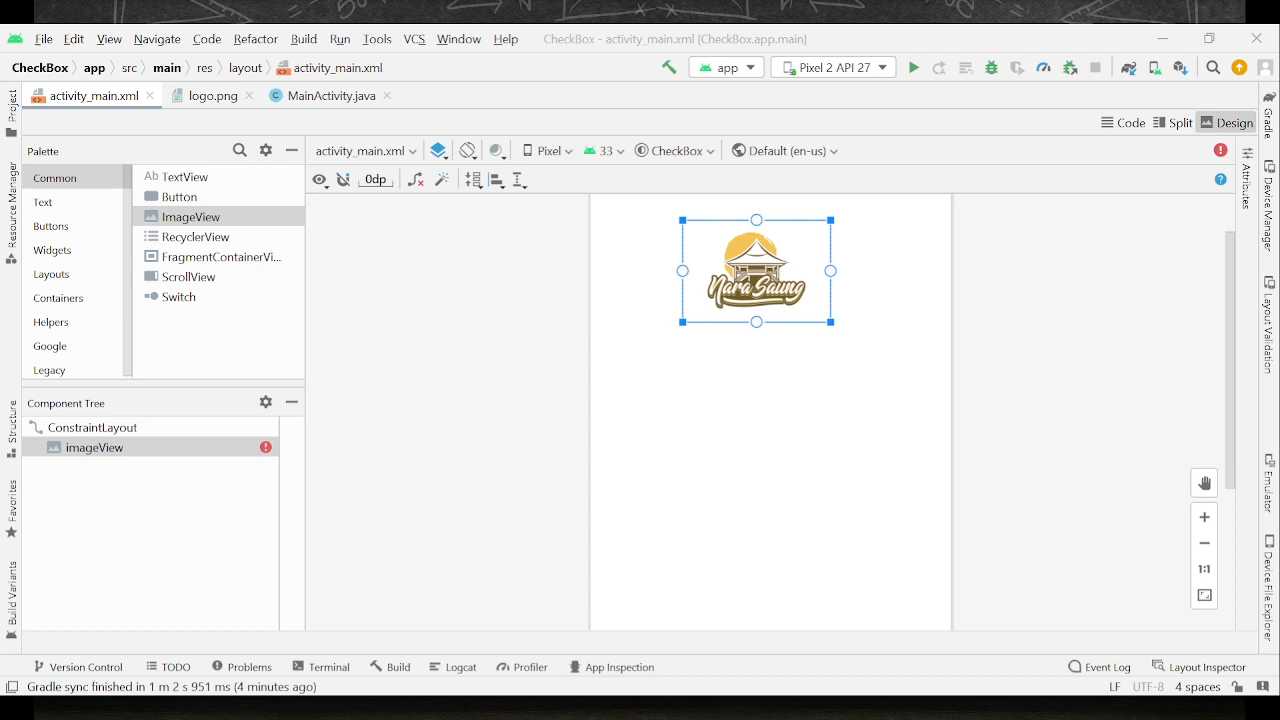 File Edit View Navigate Code Refactor Build Run Tools VCS Window Help CheckBox - activity_main.xml [CheckBox.app.main]
CheckBox app src main res layout activity_main.xml app Pixel 2 API 27
activity_main.xml logo.png MainActivity.java
Code Split Design
Palette
activity_main.xml Pixel 33 CheckBox Default (en-us)
0dp
Common
Text
Buttons
Widgets
Layouts
Containers
Helpers
Google
Legacy
Ab TextView
Button
ImageView
RecyclerView
FragmentContainerVi...
ScrollView
Switch
Component Tree
ConstraintLayout
imageView
Nara Saung
1:1
Project
Resource Manager
Structure
Favorites
Build Variants
Attributes
Gradle
Device Manager
Layout Validation
Emulator
Device File Explorer
Version Control TODO Problems Terminal Build Logcat Profiler App Inspection Event Log Layout Inspector
Gradle sync finished in 1 m 2 s 951 ms (4 minutes ago) LF UTF-8 4 spaces